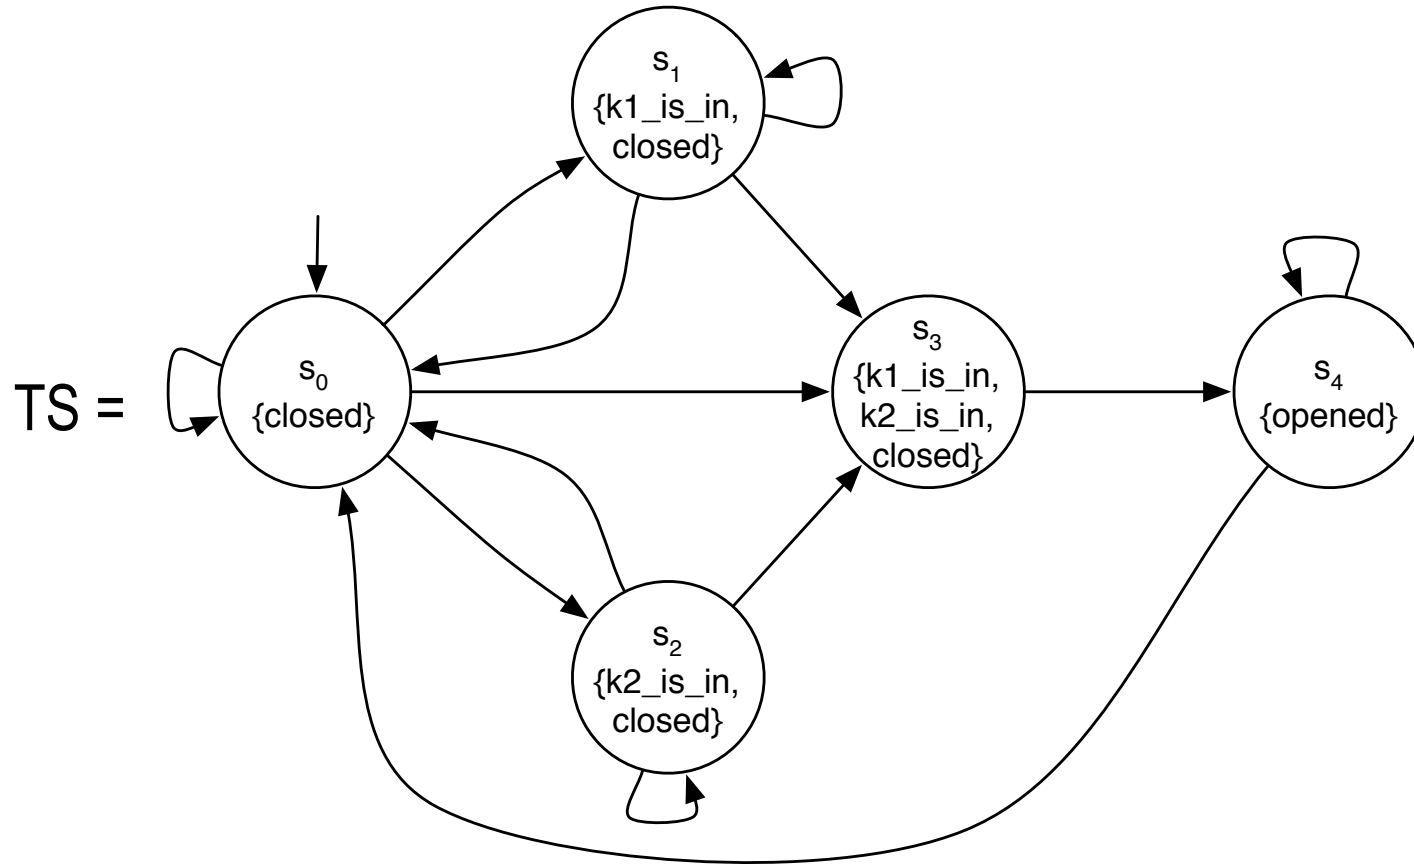 s₁
{k1_is_in,
closed}
TS =
s₀
{closed}
s₃
{k1_is_in,
k2_is_in,
closed}
s₄
{opened}
s₂
{k2_is_in,
closed}